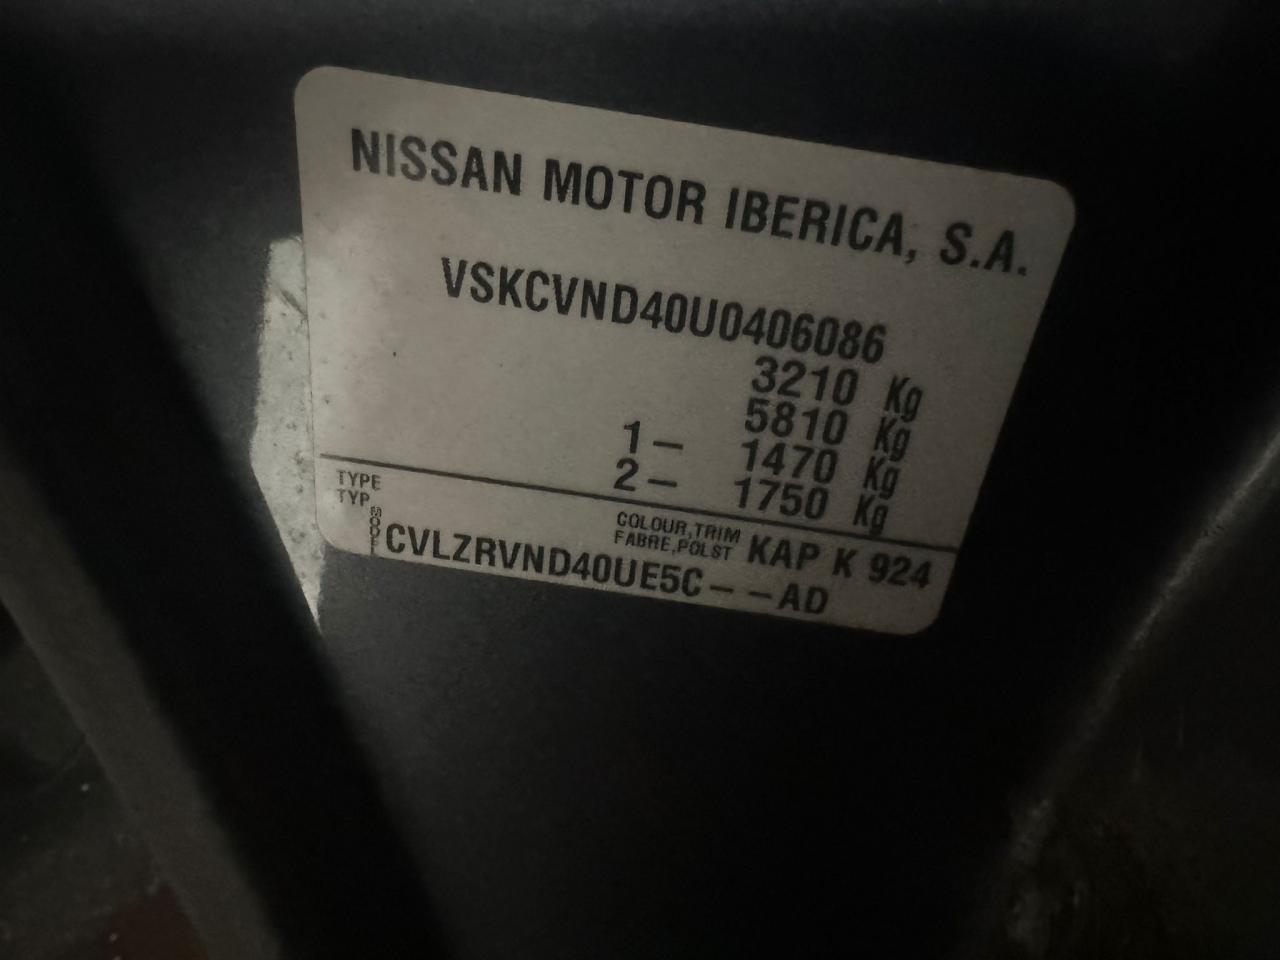 NISSAN MOTOR IBERICA, S.A.
VSKCVND40U0406086
3210 Kg
5810 Kg
1- 1470 Kg
2- 1750 Kg
TYPE
TYP
COLOUR,TRIM
FABRE,POLST
KAP K 924
MODEL
CVLZRVND40UE5C--AD